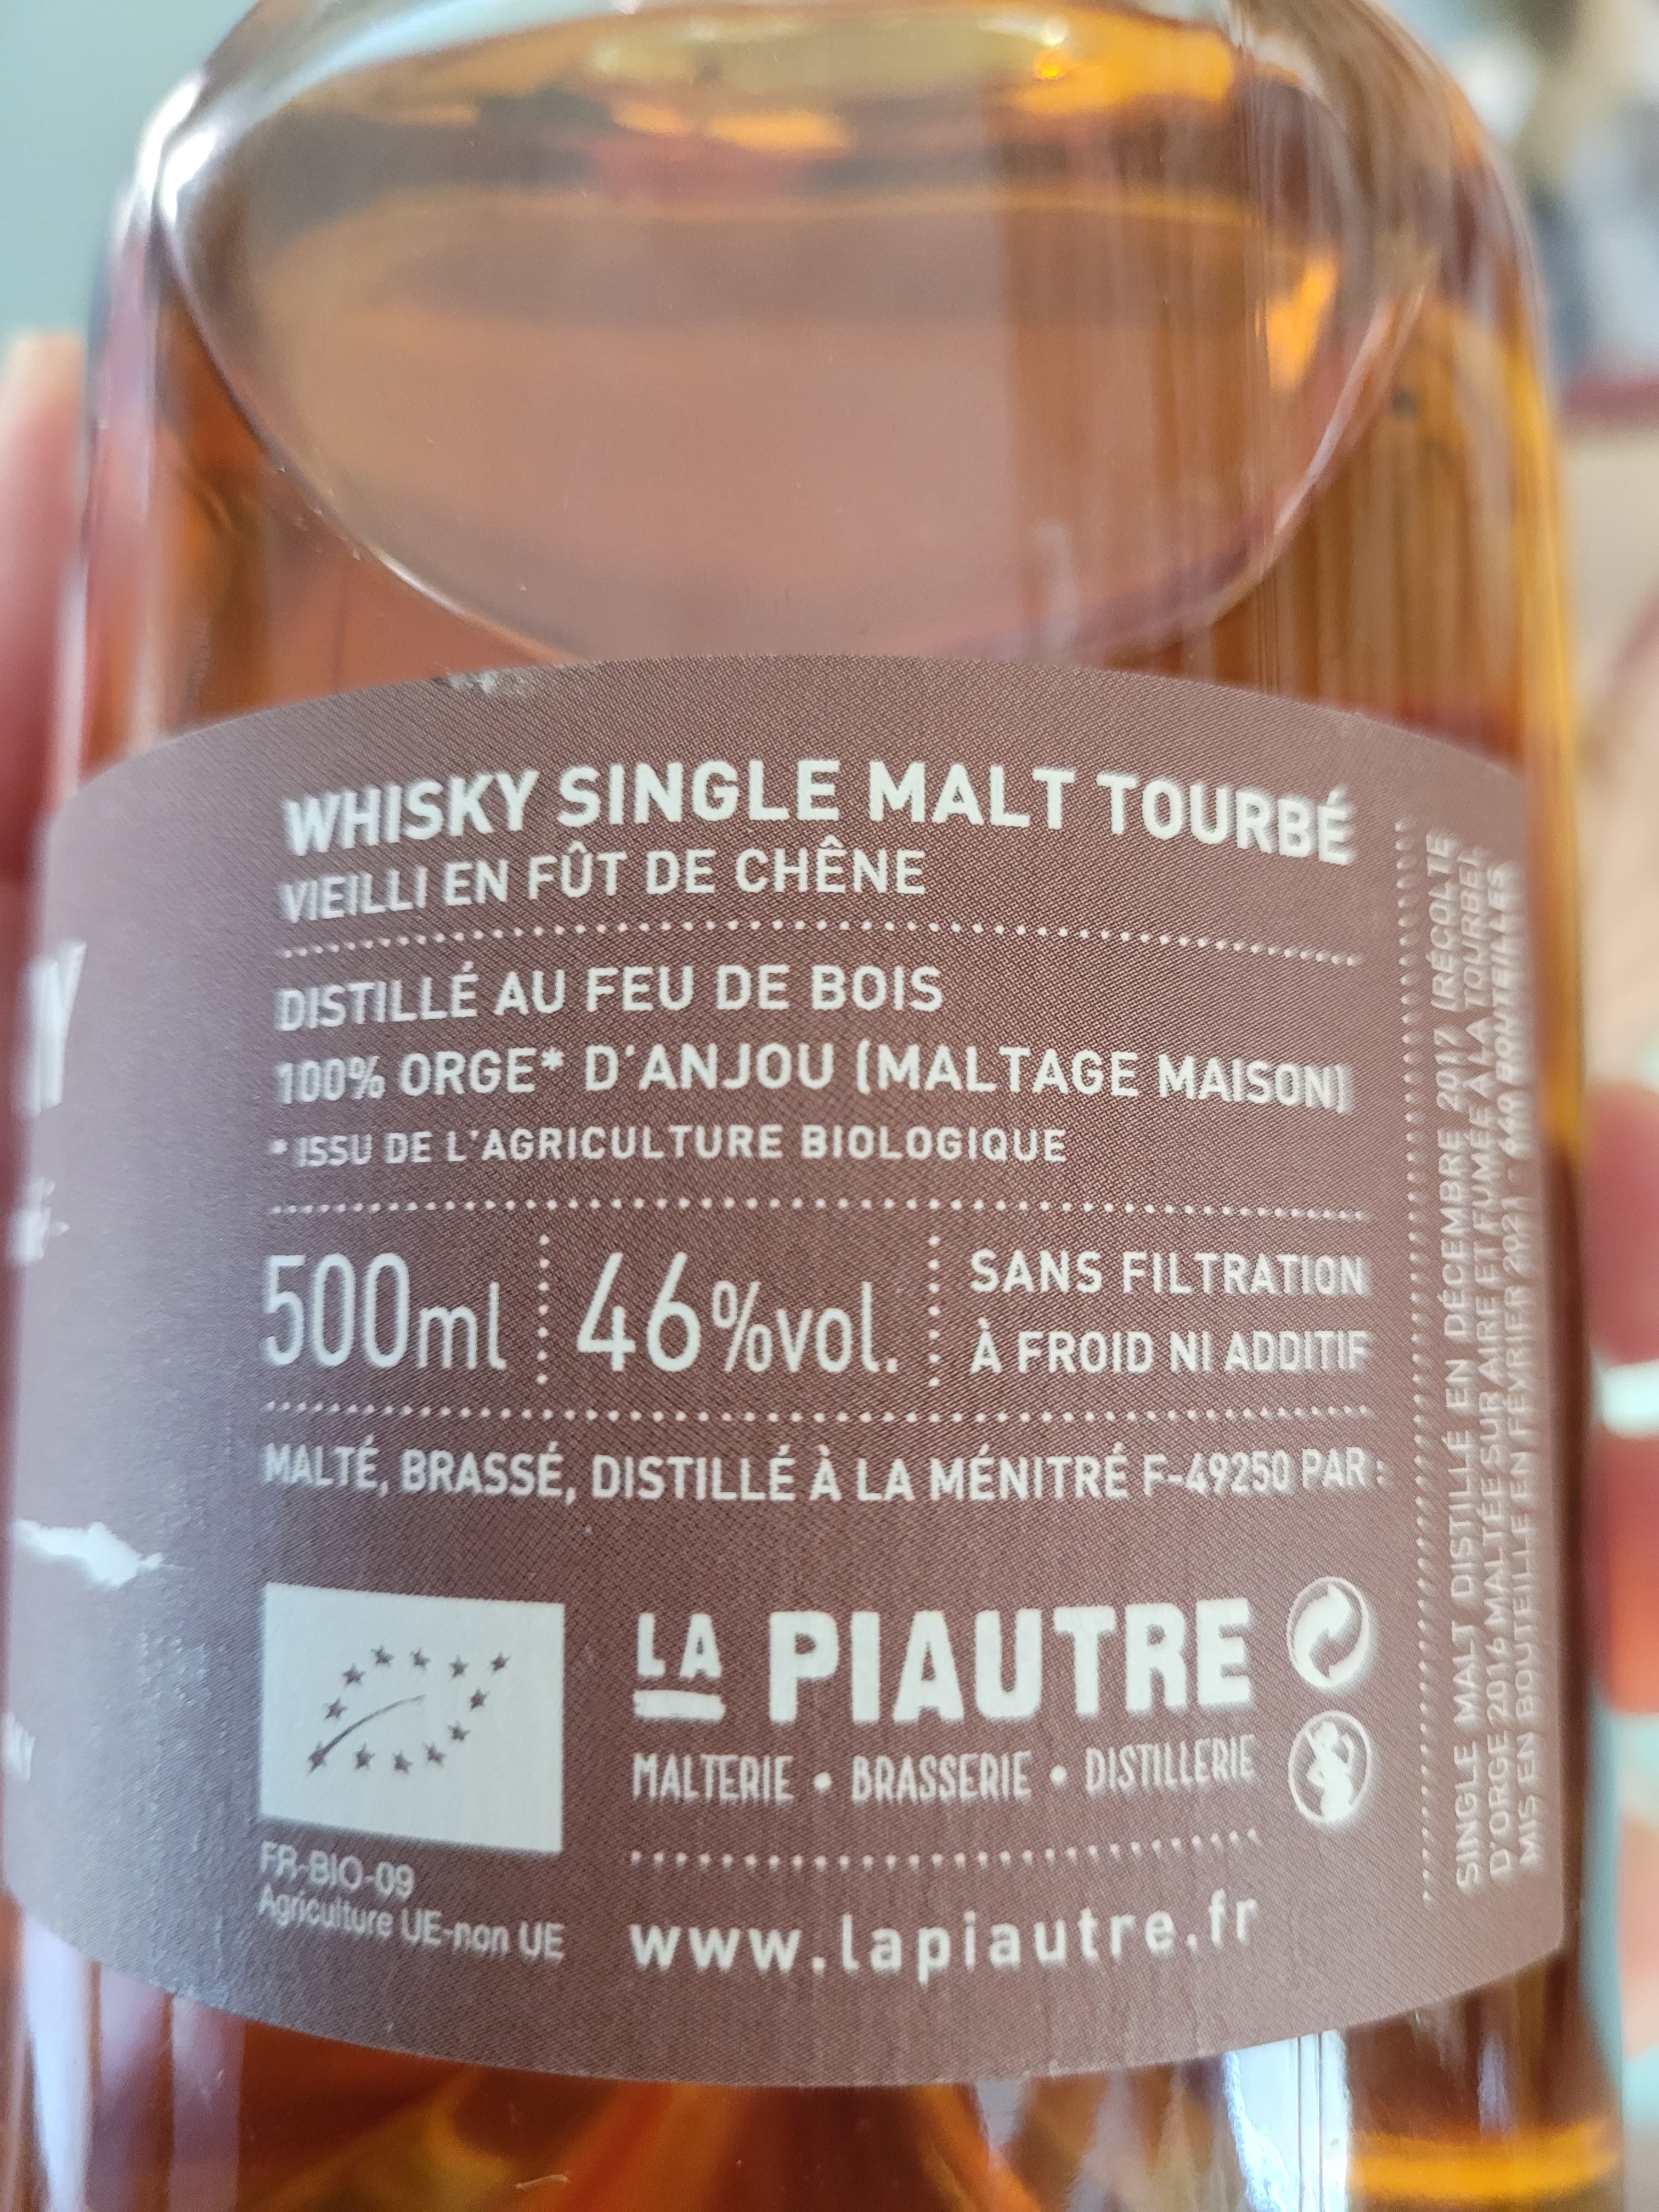 WHISKY SINGLE MALT TOURBÉ
VIEILLI EN FÛT DE CHÊNE
DISTILLÉ AU FEU DE BOIS
100% ORGE* D'ANJOU (MALTAGE MAISON)
* ISSU DE L'AGRICULTURE BIOLOGIQUE
500ml
46%vol.
SANS FILTRATION
À FROID NI ADDITIF
MALTÉ, BRASSÉ, DISTILLÉ À LA MÉNITRÉ F-49250 PAR :
LA PIAUTRE
MALTERIE • BRASSERIE • DISTILLERIE
FR-BIO-09
Agriculture UE-non UE
www.lapiautre.fr
SINGLE MALT DISTILLÉ EN DÉCEMBRE 2017 (RÉCOLTE
D'ORGE 2016 MALTÉE SUR AIRE ET FUMÉE À LA TOURBE).
MIS EN BOUTEILLE EN FÉVRIER 2021 - BOUTEILLES